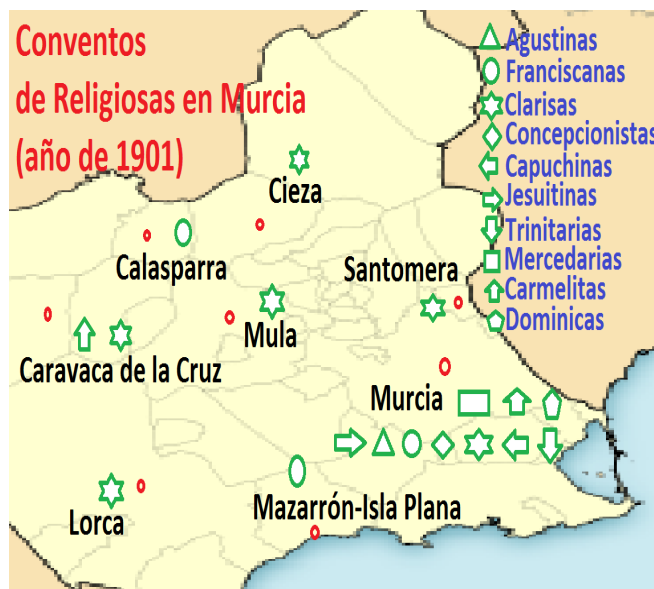 Conventos
de Religiosas en Murcia
(año de 1901)
Agustinas
Franciscanas
Clarisas
Concepcionistas
Capuchinas
Jesuitinas
Trinitarias
Mercedarias
Carmelitas
Dominicas
Cieza
Calasparra
Santomera
Mula
Caravaca de la Cruz
Murcia
Mazarrón-Isla Plana
Lorca